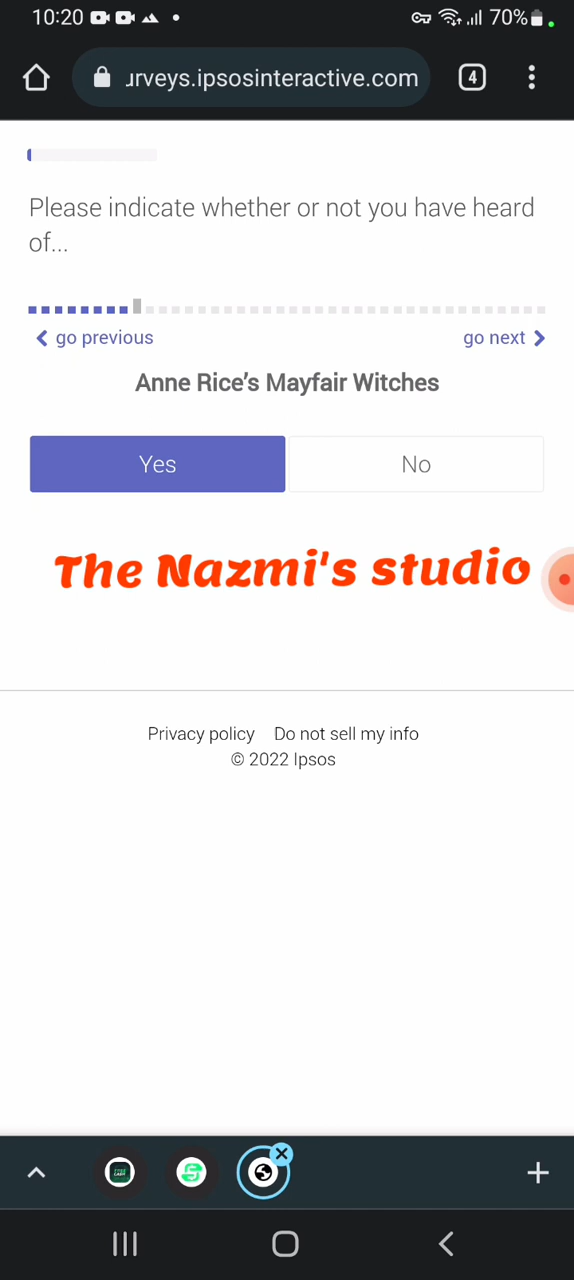 10:20
70%
urveys.ipsosinteractive.com
4
Please indicate whether or not you have heard
of...
go previous
go next
Anne Rice's Mayfair Witches
Yes
No
The Nazmi's studio
Privacy policy Do not sell my info
© 2022 Ipsos